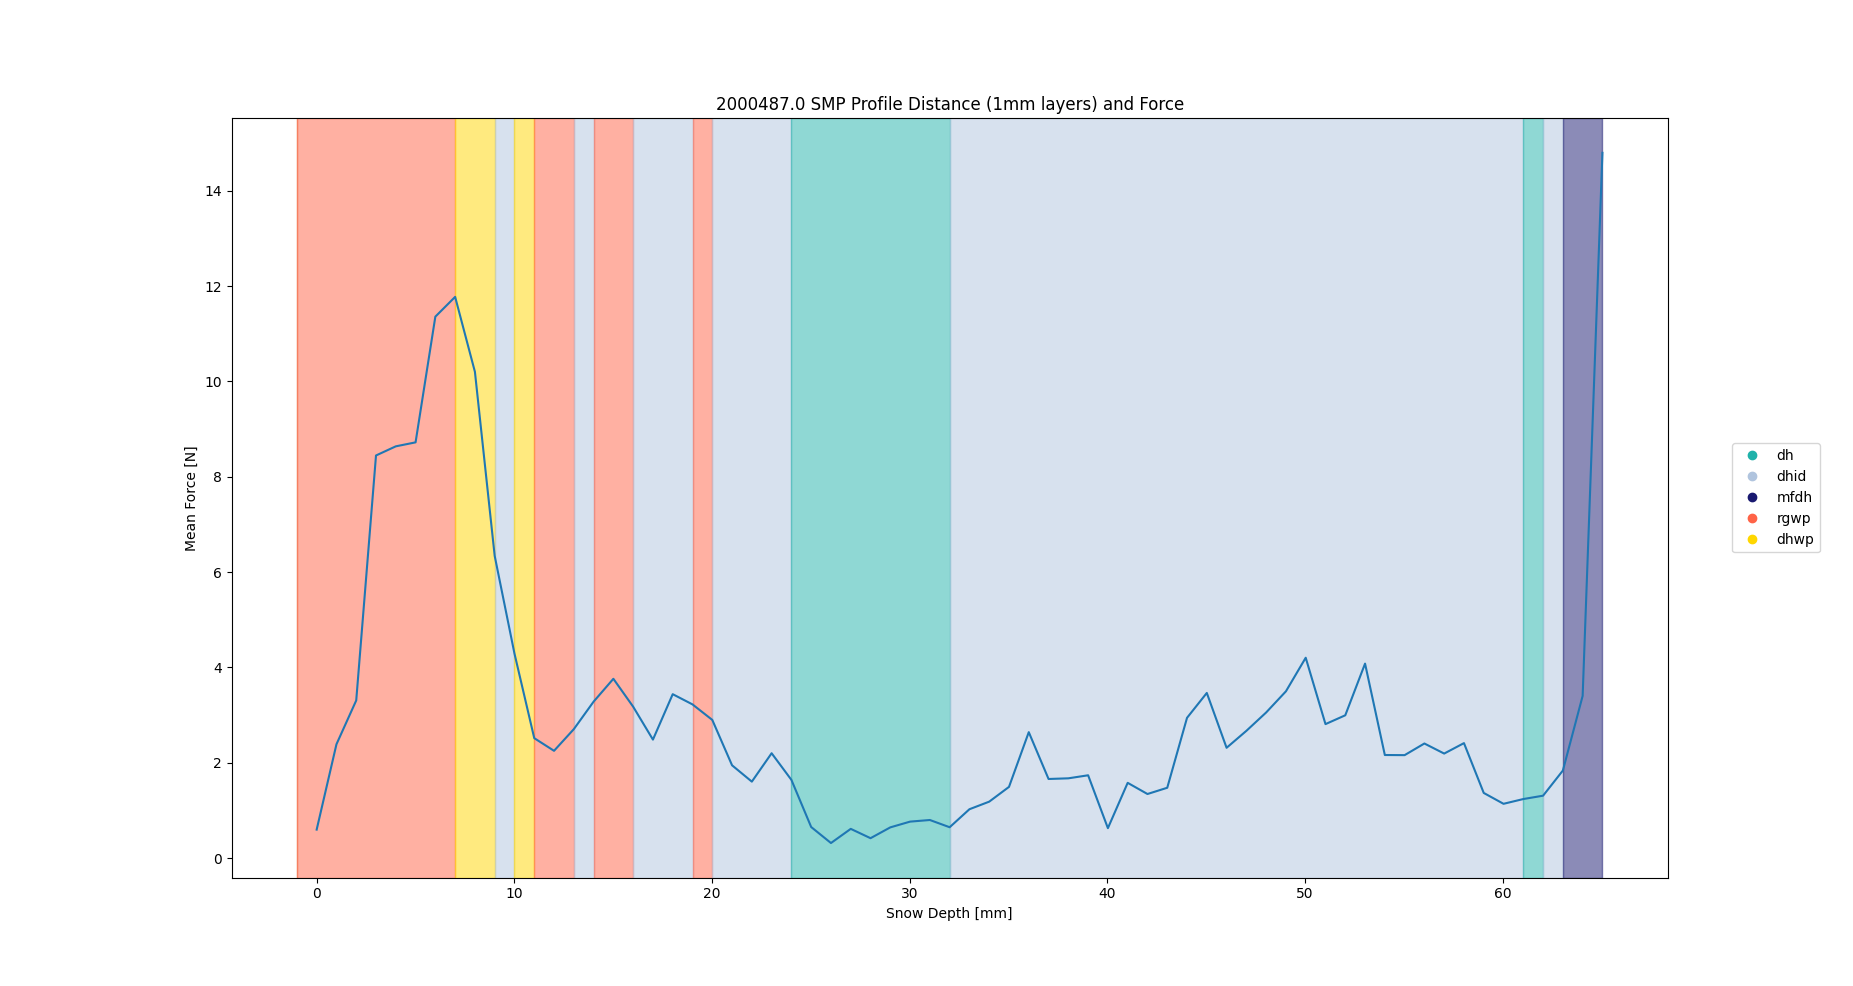 2000487.0 SMP Profile Distance (1mm layers) and Force
Mean Force [N]
14
12
10
8
6
4
2
0
0 10 20 30 40 50 60
Snow Depth [mm]
dh
dhid
mfdh
rgwp
dhwp